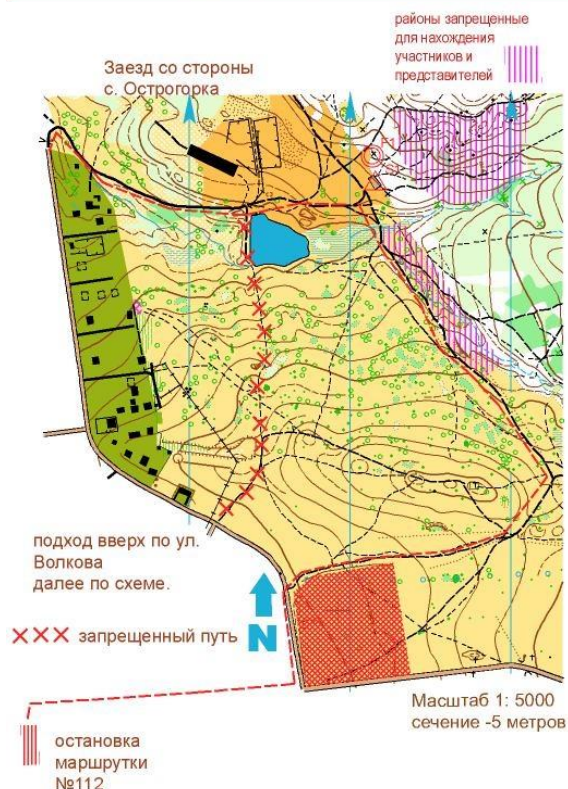 районы запрещенные
для нахождения
участников и
представителей
Заезд со стороны
с. Острогорка
подход вверх по ул.
Волкова
далее по схеме.
××× запрещенный путь
N
Масштаб 1: 5000
сечение -5 метров
остановка
маршрутки
№112